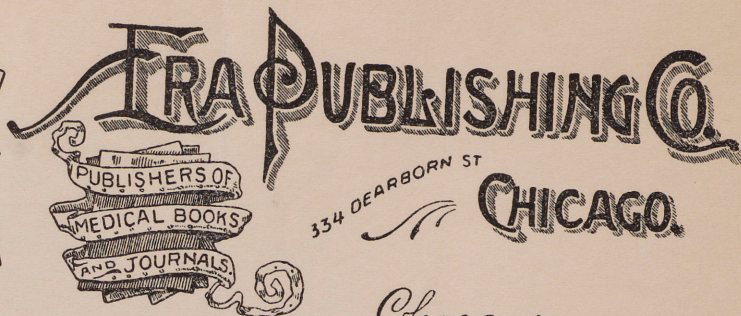 ERA PUBLISHING CO.
PUBLISHERS OF
MEDICAL BOOKS
AND JOURNALS.
334 DEARBORN ST
CHICAGO.